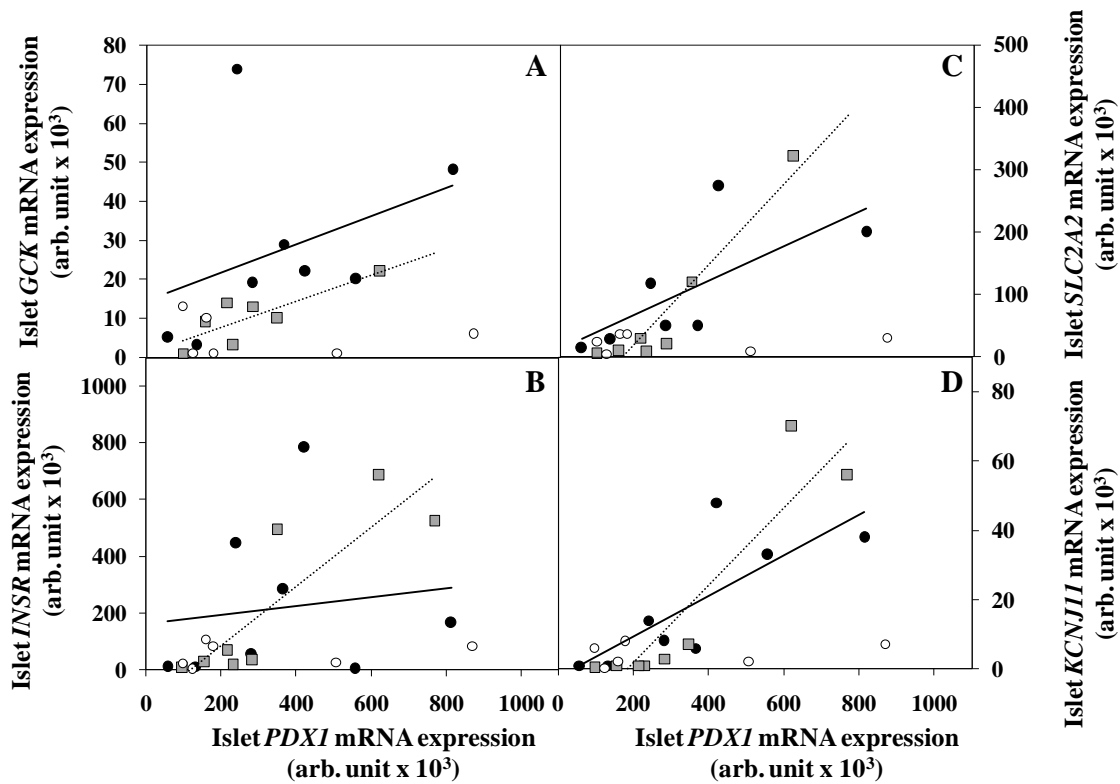 Islet GCK mRNA expression
(arb. unit x 10³)
80
70
60
50
40
30
20
10
0
A
C
500
400
300
200
100
0
Islet SLC2A2 mRNA expression
(arb. unit x 10³)
Islet INSR mRNA expression
(arb. unit x 10³)
1000
800
600
400
200
0
B
D
80
60
40
20
0
Islet KCNJ11 mRNA expression
(arb. unit x 10³)
0 200 400 600 800 1000
200 400 600 800 1000
Islet PDX1 mRNA expression
(arb. unit x 10³)
Islet PDX1 mRNA expression
(arb. unit x 10³)